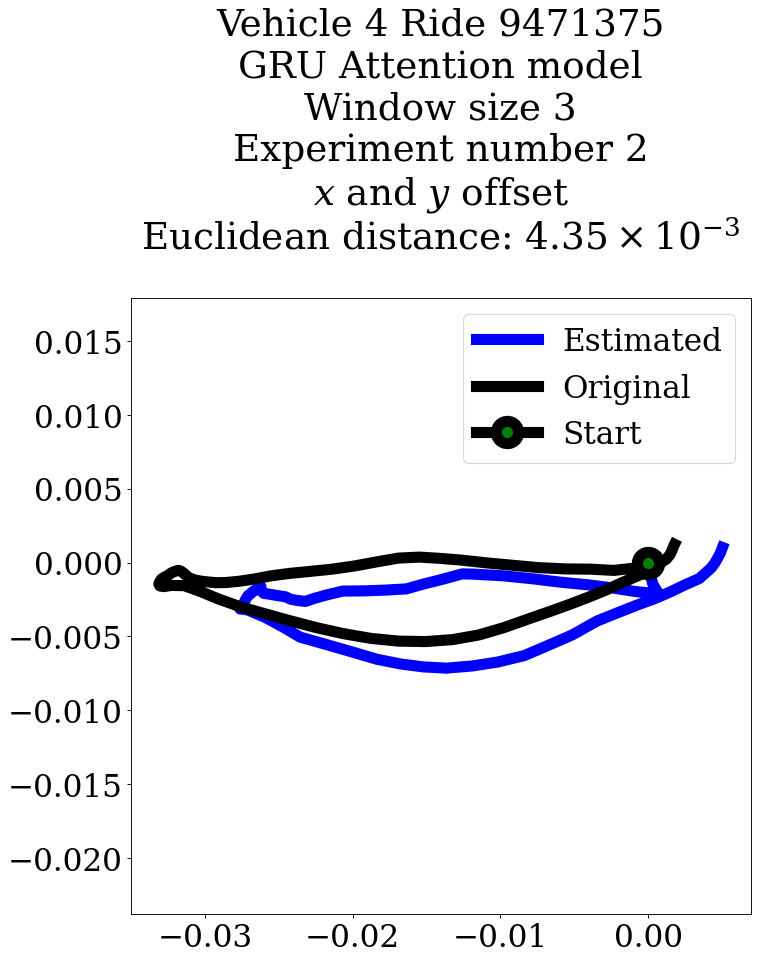 Vehicle 4 Ride 9471375
GRU Attention model
Window size 3
Experiment number 2
x and y offset
Euclidean distance: 4.35 × 10⁻³
Estimated
Original
Start
0.015
0.010
0.005
0.000
−0.005
−0.010
−0.015
−0.020
−0.03
−0.02
−0.01
0.00